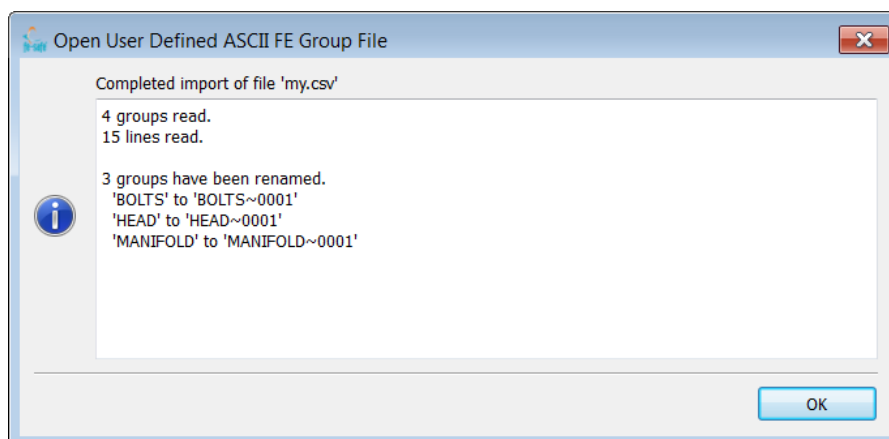 Open User Defined ASCII FE Group File
Completed import of file 'my.csv'
4 groups read.
15 lines read.
3 groups have been renamed.
'BOLTS' to 'BOLTS~0001'
'HEAD' to 'HEAD~0001'
'MANIFOLD' to 'MANIFOLD~0001'
OK